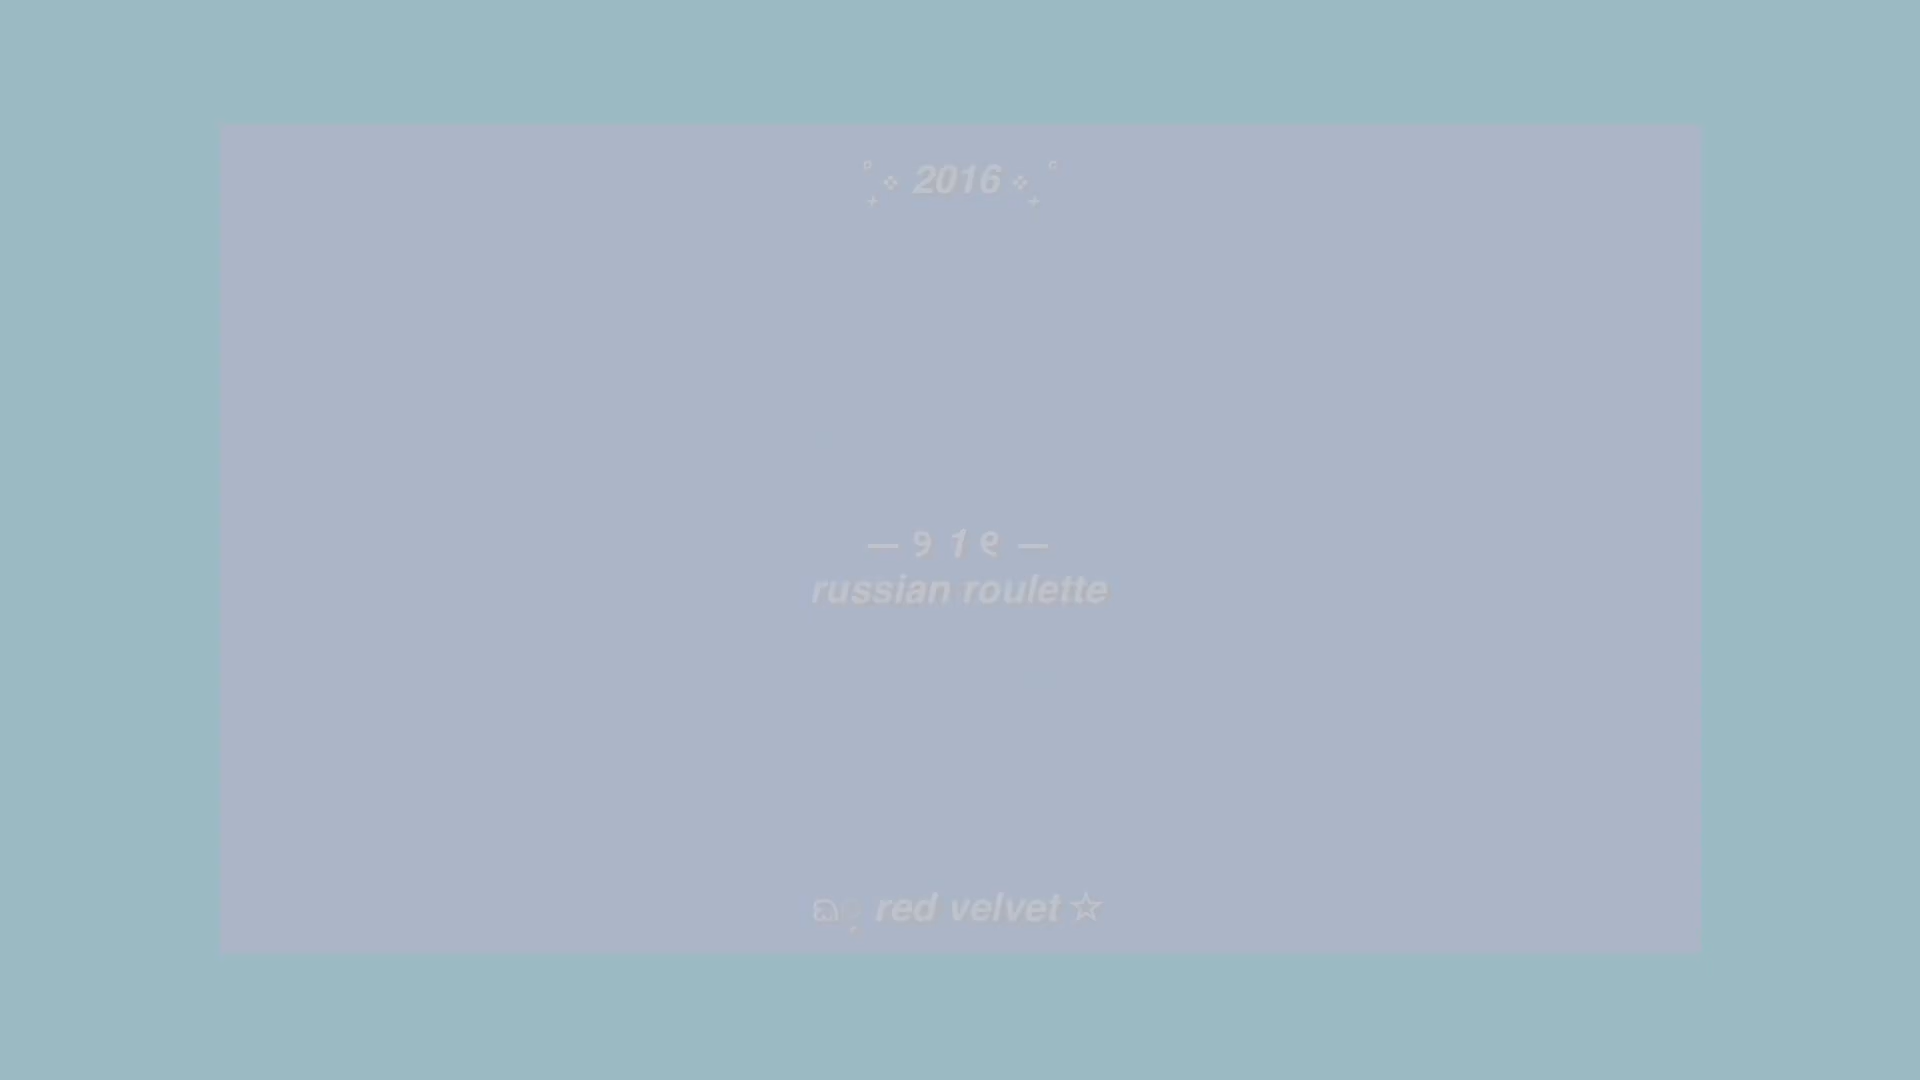 2016
— ୨ 1 ୧ —
russian roulette
red velvet ☆